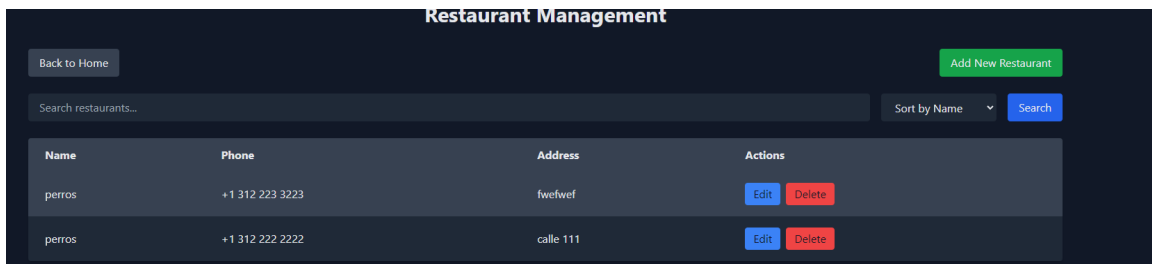 Restaurant Management
Back to Home Add New Restaurant
Search restaurants... Sort by Name Search
Name Phone Address Actions
perros +1 312 223 3223 fwefwef Edit Delete
perros +1 312 222 2222 calle 111 Edit Delete